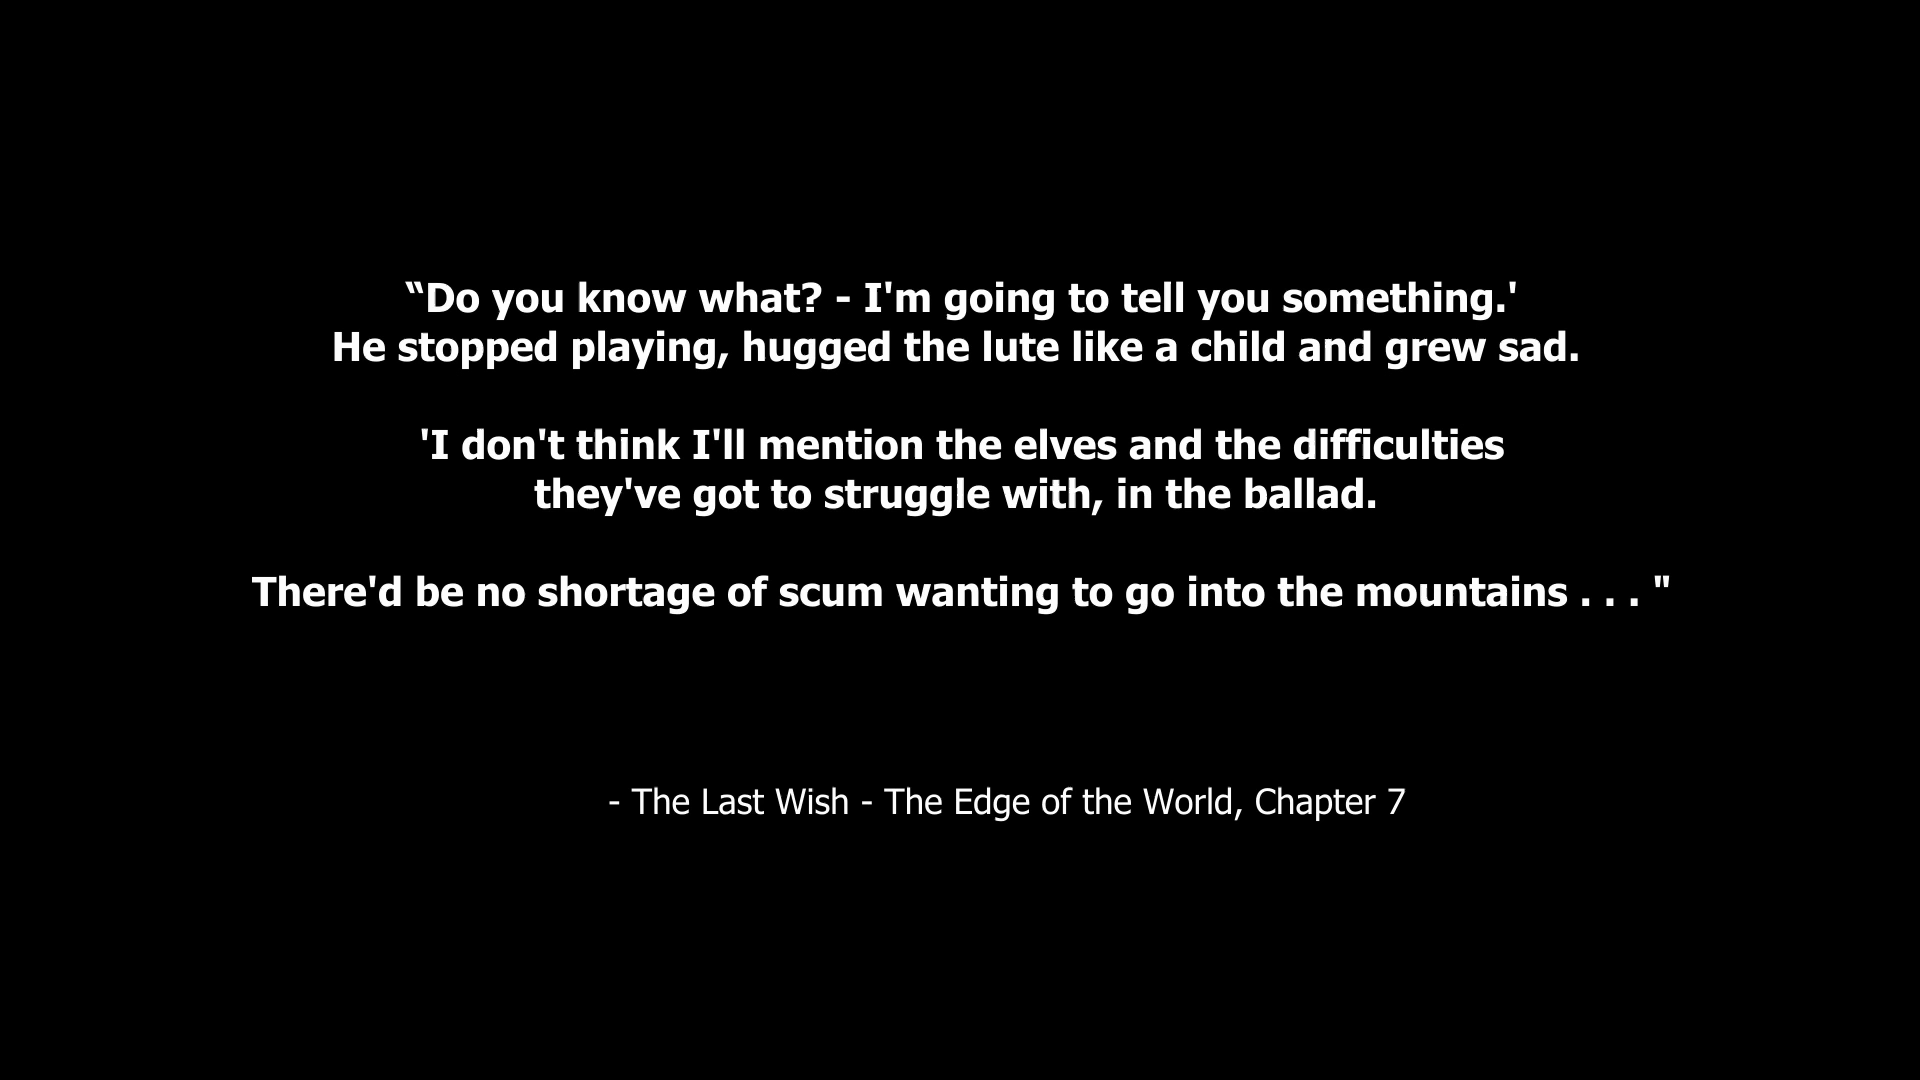 “Do you know what? - I'm going to tell you something.'
He stopped playing, hugged the lute like a child and grew sad.
'I don't think I'll mention the elves and the difficulties
they've got to struggle with, in the ballad.
There'd be no shortage of scum wanting to go into the mountains . . . "
- The Last Wish - The Edge of the World, Chapter 7